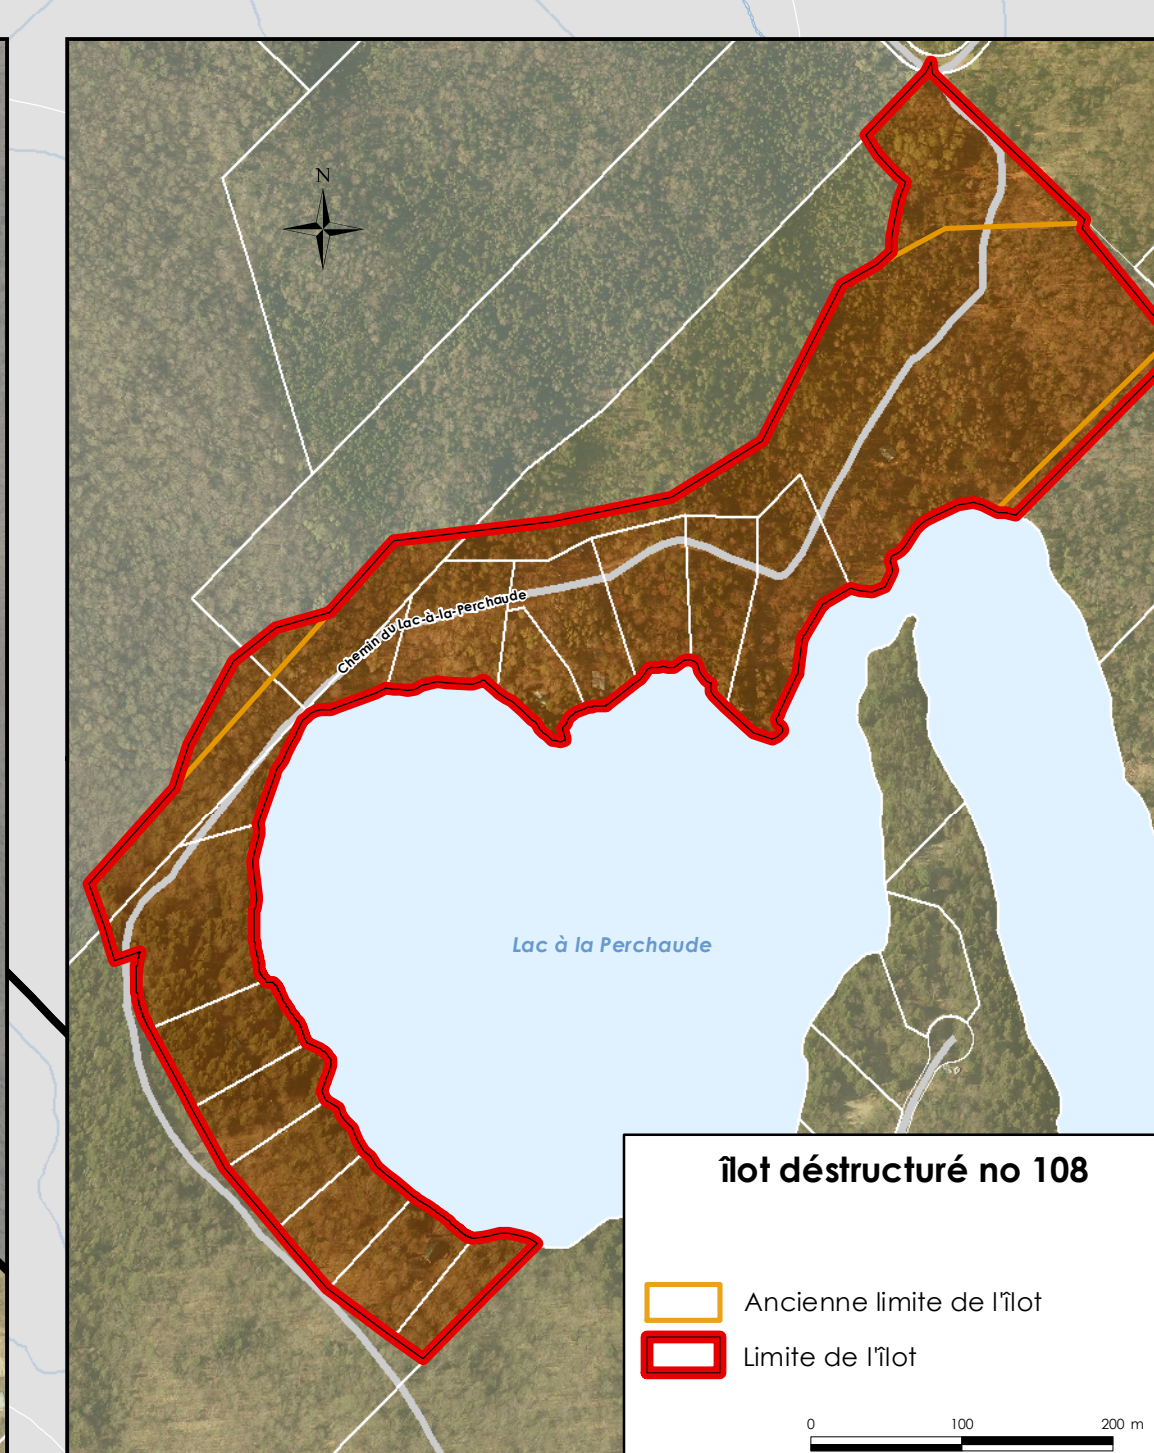 N
Chemin du Lac-à-la-Perchaude
Lac à la Perchaude
îlot déstructuré no 108
Ancienne limite de l'îlot
Limite de l'îlot
0 100 200 m